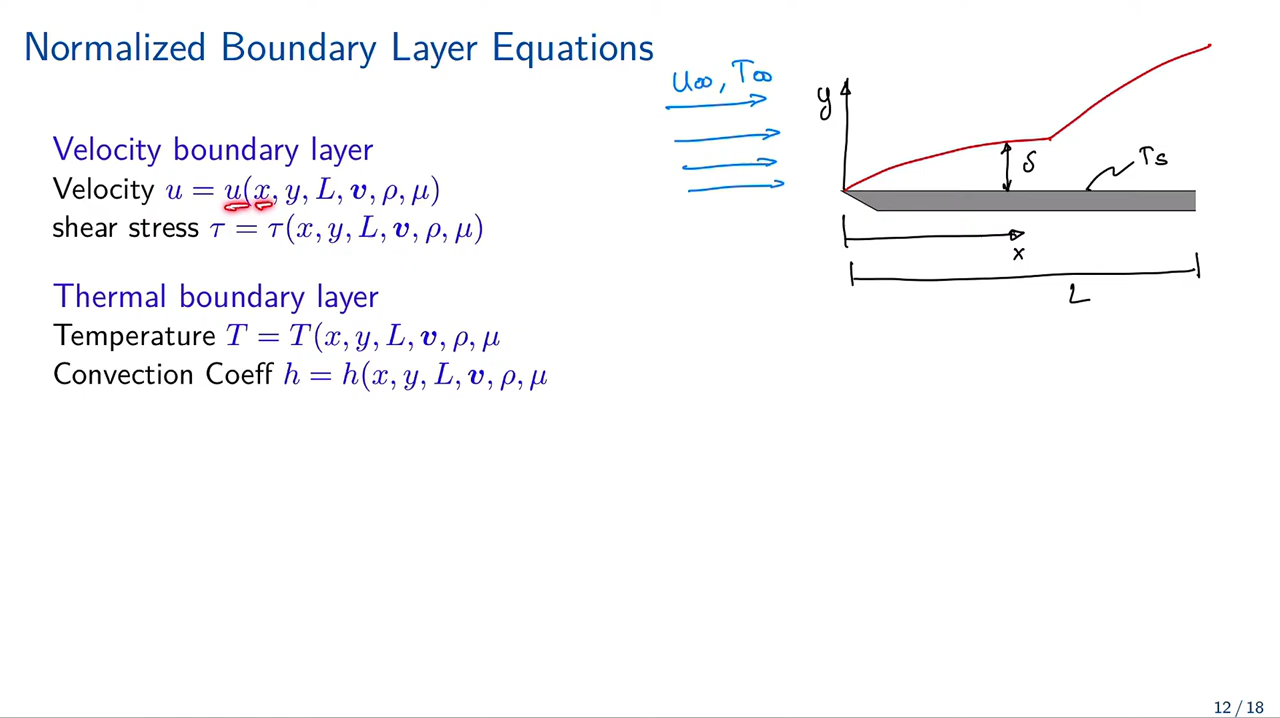 Normalized Boundary Layer Equations
Velocity boundary layer
Velocity u = u(x, y, L, v, ρ, μ)
shear stress τ = τ(x, y, L, v, ρ, μ)
Thermal boundary layer
Temperature T = T(x, y, L, v, ρ, μ
Convection Coeff h = h(x, y, L, v, ρ, μ
u∞, T∞
y
δ
Ts
x
L
12 / 18